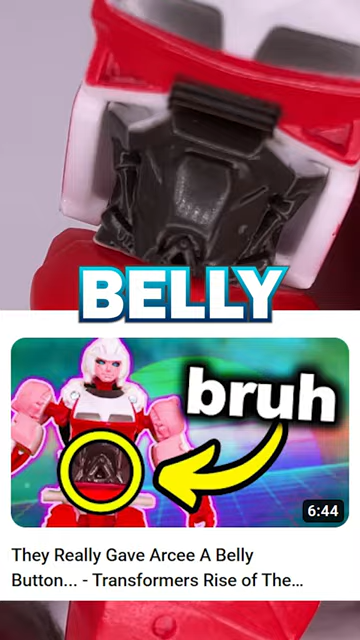 BELLY
bruh
6:44
They Really Gave Arcee A Belly
Button... - Transformers Rise of The...